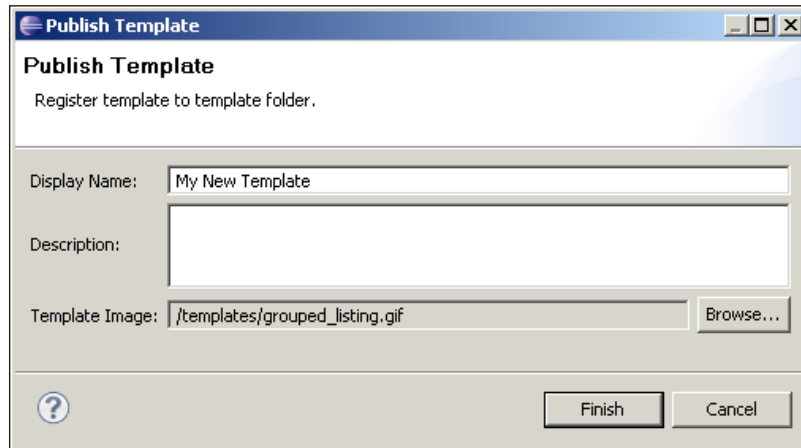 Publish Template
Publish Template
Register template to template folder.
Display Name: My New Template
Description:
Template Image: /templates/grouped_listing.gif Browse...
? Finish Cancel